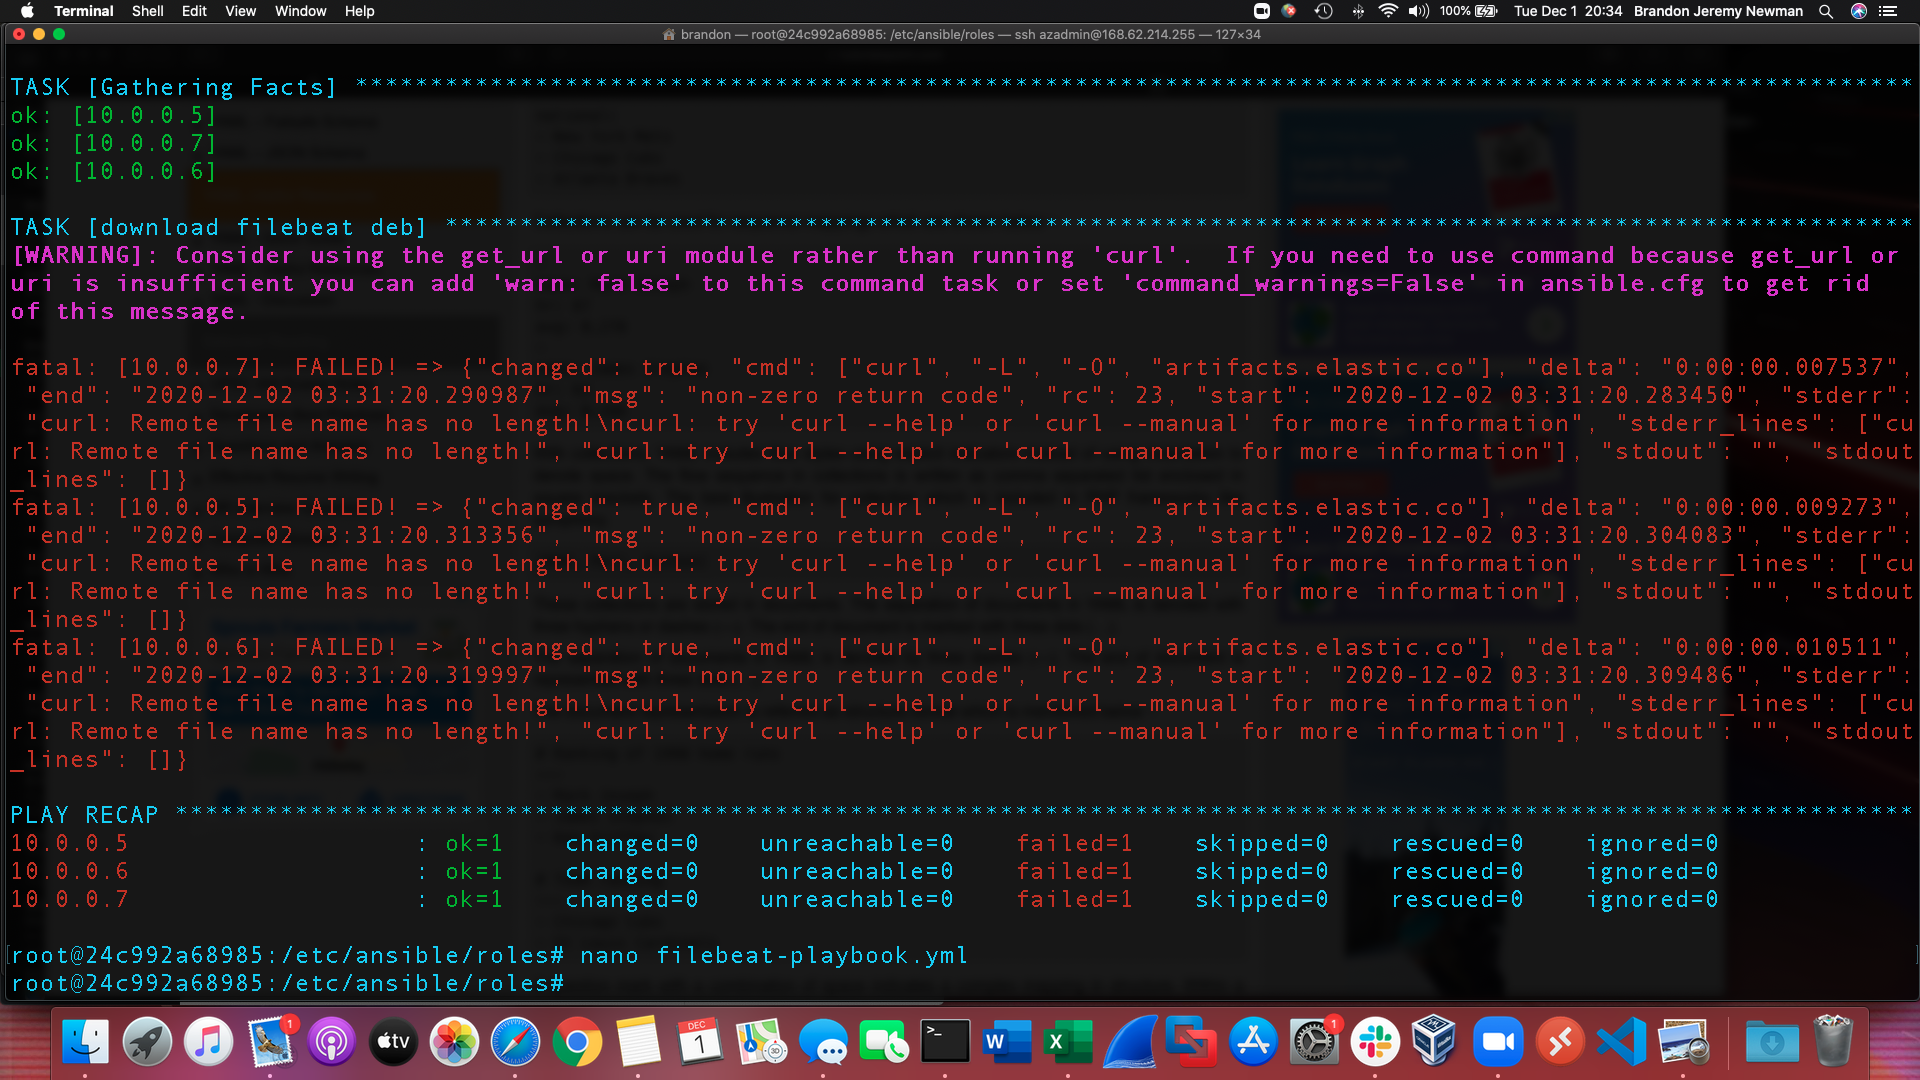 Terminal Shell Edit View Window Help 100% Tue Dec 1 20:34 Brandon Jeremy Newman
brandon — root@24c992a68985: /etc/ansible/roles — ssh azadmin@168.62.214.255 — 127×34
TASK [Gathering Facts] ********************************************************************************************************
ok: [10.0.0.5]
ok: [10.0.0.7]
ok: [10.0.0.6]
TASK [download filebeat deb] **************************************************************************************************
[WARNING]: Consider using the get_url or uri module rather than running 'curl'.  If you need to use command because get_url or
uri is insufficient you can add 'warn: false' to this command task or set 'command_warnings=False' in ansible.cfg to get rid
of this message.
fatal: [10.0.0.7]: FAILED! => {"changed": true, "cmd": ["curl", "-L", "-O", "artifacts.elastic.co"], "delta": "0:00:00.007537",
 "end": "2020-12-02 03:31:20.290987", "msg": "non-zero return code", "rc": 23, "start": "2020-12-02 03:31:20.283450", "stderr":
 "curl: Remote file name has no length!\ncurl: try 'curl --help' or 'curl --manual' for more information", "stderr_lines": ["cu
rl: Remote file name has no length!", "curl: try 'curl --help' or 'curl --manual' for more information"], "stdout": "", "stdout
_lines": []}
fatal: [10.0.0.5]: FAILED! => {"changed": true, "cmd": ["curl", "-L", "-O", "artifacts.elastic.co"], "delta": "0:00:00.009273",
 "end": "2020-12-02 03:31:20.313356", "msg": "non-zero return code", "rc": 23, "start": "2020-12-02 03:31:20.304083", "stderr":
 "curl: Remote file name has no length!\ncurl: try 'curl --help' or 'curl --manual' for more information", "stderr_lines": ["cu
rl: Remote file name has no length!", "curl: try 'curl --help' or 'curl --manual' for more information"], "stdout": "", "stdout
_lines": []}
fatal: [10.0.0.6]: FAILED! => {"changed": true, "cmd": ["curl", "-L", "-O", "artifacts.elastic.co"], "delta": "0:00:00.010511",
 "end": "2020-12-02 03:31:20.319997", "msg": "non-zero return code", "rc": 23, "start": "2020-12-02 03:31:20.309486", "stderr":
 "curl: Remote file name has no length!\ncurl: try 'curl --help' or 'curl --manual' for more information", "stderr_lines": ["cu
rl: Remote file name has no length!", "curl: try 'curl --help' or 'curl --manual' for more information"], "stdout": "", "stdout
_lines": []}
PLAY RECAP ********************************************************************************************************************
10.0.0.5                   : ok=1    changed=0    unreachable=0    failed=1    skipped=0    rescued=0    ignored=0
10.0.0.6                   : ok=1    changed=0    unreachable=0    failed=1    skipped=0    rescued=0    ignored=0
10.0.0.7                   : ok=1    changed=0    unreachable=0    failed=1    skipped=0    rescued=0    ignored=0
root@24c992a68985:/etc/ansible/roles# nano filebeat-playbook.yml
root@24c992a68985:/etc/ansible/roles#
1 tv DEC 1 3D >_ W X 1